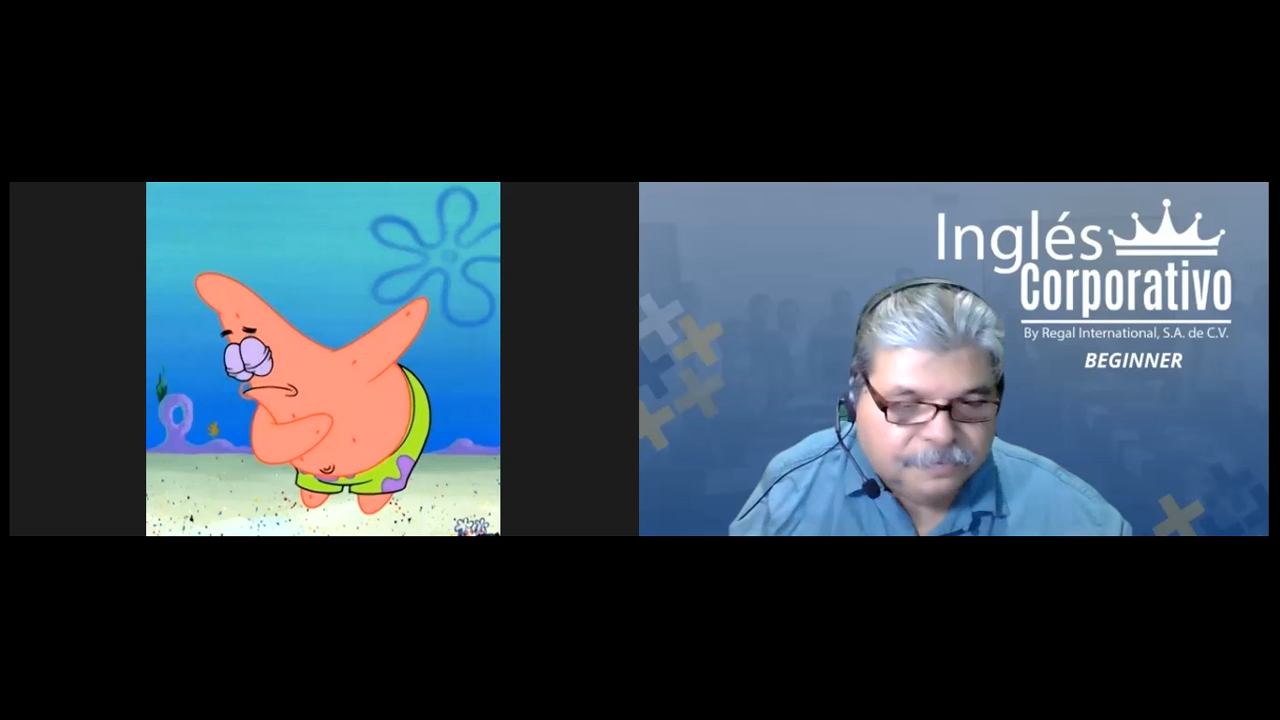 Inglés
Corporativo
By Regal International, S.A. de C.V.
BEGINNER